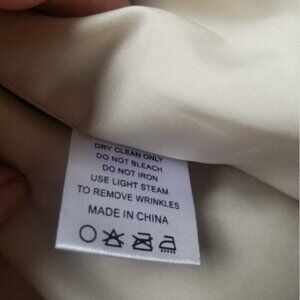 DRY CLEAN ONLY
DO NOT BLEACH
DO NOT IRON
USE LIGHT STEAM
TO REMOVE WRINKLES
MADE IN CHINA